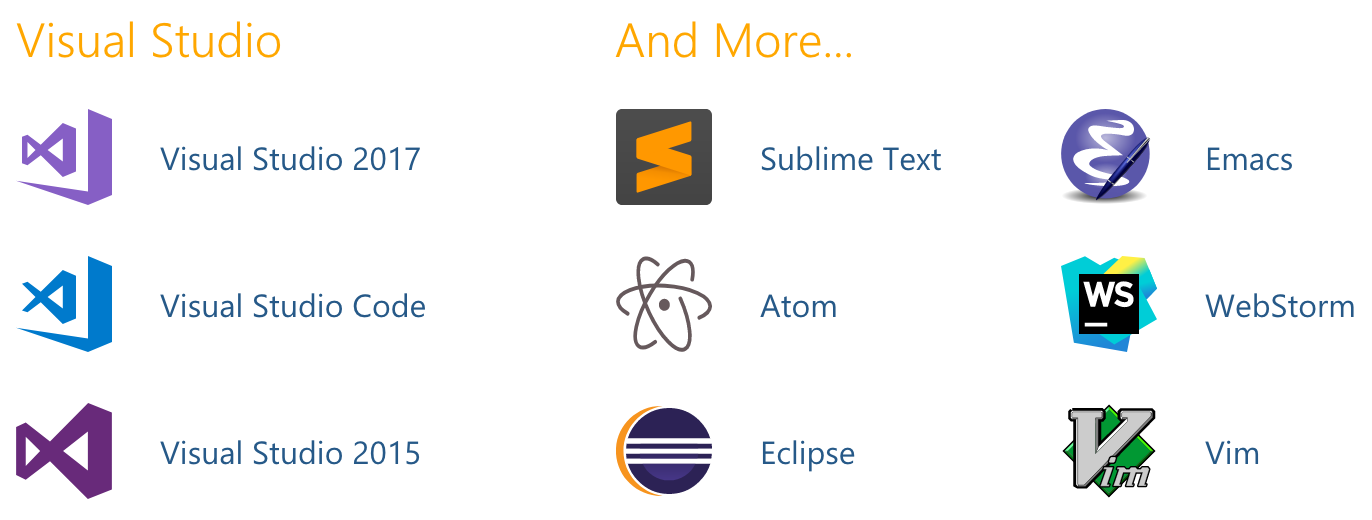 Visual Studio
Visual Studio 2017
Visual Studio Code
Visual Studio 2015
And More...
Sublime Text
Atom
Eclipse
Emacs
WS
WebStorm
Vim
Vim